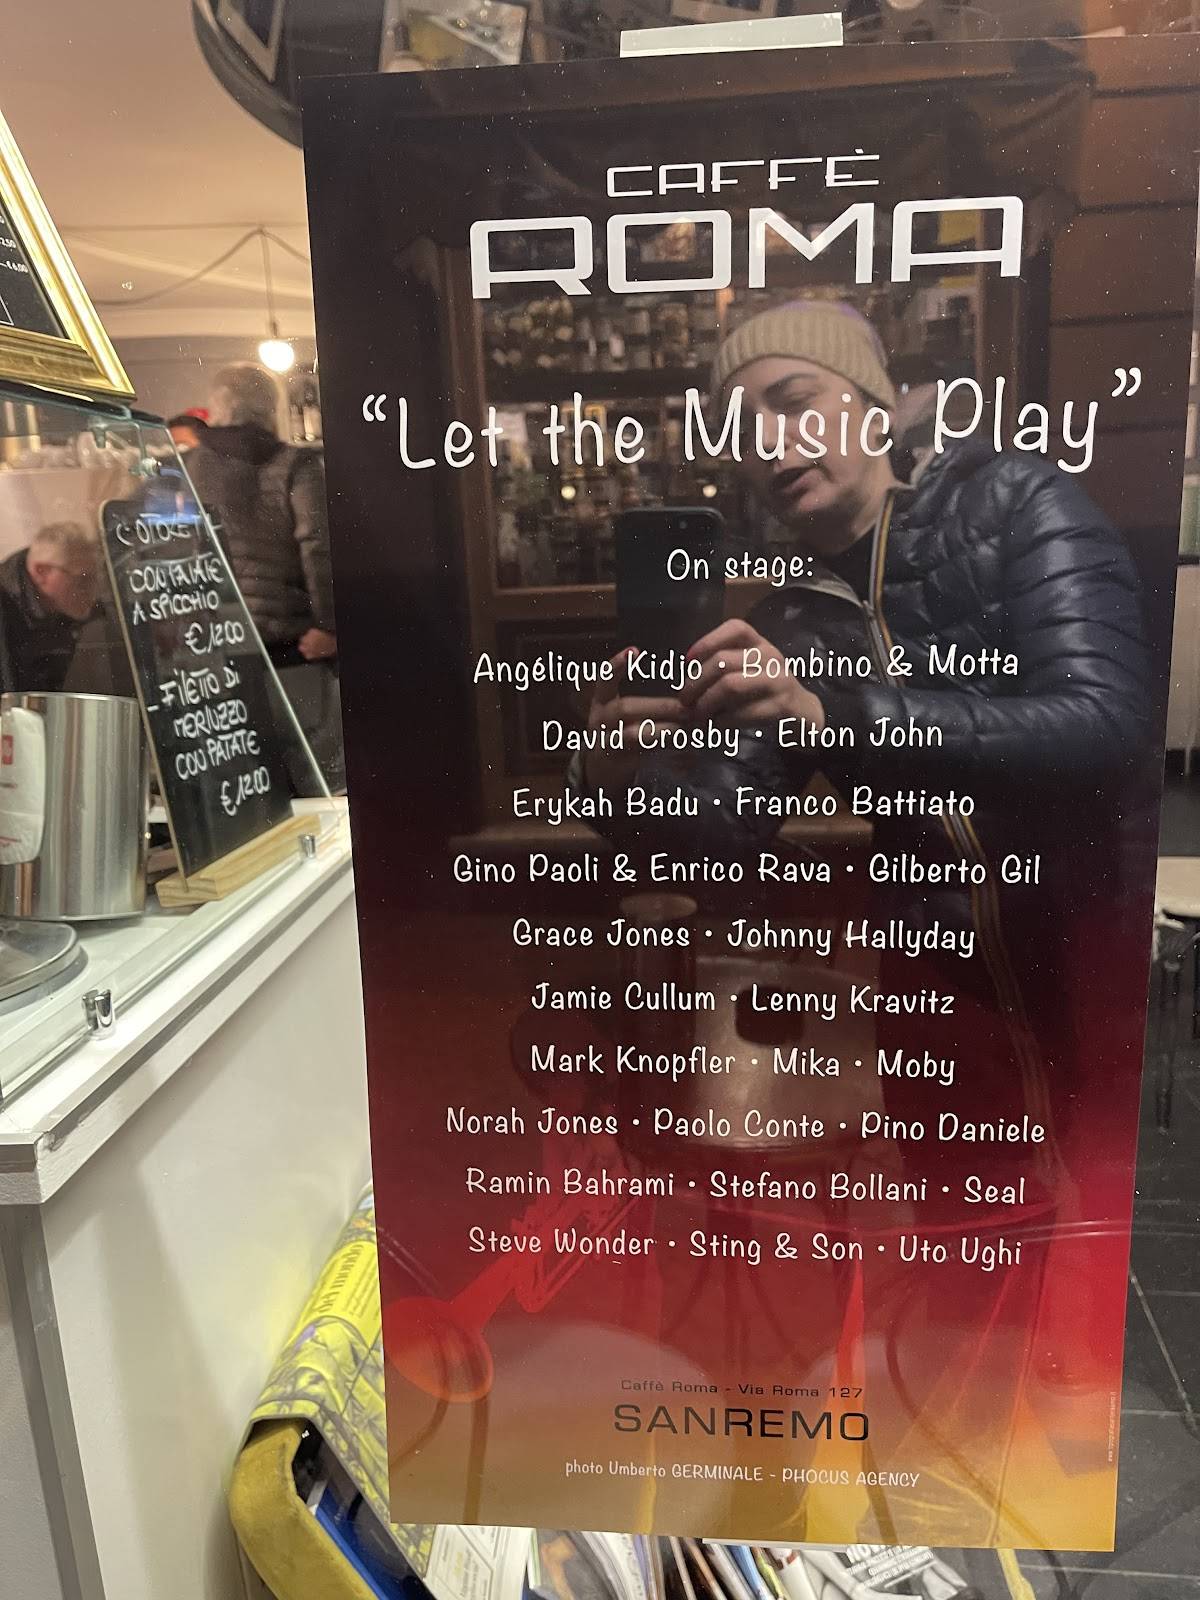 CAFFÈ
ROMA
“Let the Music Play”
On stage:
Angélique Kidjo • Bombino & Motta
David Crosby • Elton John
Erykah Badu • Franco Battiato
Gino Paoli & Enrico Rava • Gilberto Gil
Grace Jones • Johnny Hallyday
Jamie Cullum • Lenny Kravitz
Mark Knopfler • Mika • Moby
Norah Jones • Paolo Conte • Pino Daniele
Ramin Bahrami • Stefano Bollani • Seal
Steve Wonder • Sting & Son • Uto Ughi
Caffè Roma - Via Roma 127
SANREMO
photo Umberto GERMINALE - PHOCUS AGENCY
CON PATATE
A SPICCHIO
€ 12.00
- FILETTO DI
MERLUZZO
CON PATATE
€ 12.00
2,50
€ 6,00